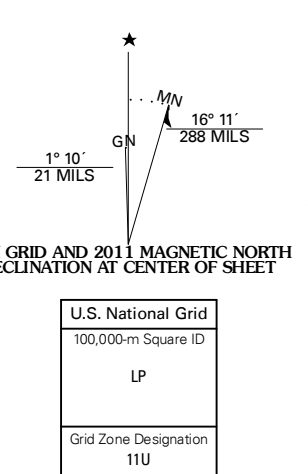 ★
MN
16° 11´
288 MILS
GN
1° 10´
21 MILS
GRID AND 2011 MAGNETIC NORTH
ECLINATION AT CENTER OF SHEET
U.S. National Grid
100,000-m Square ID
LP
Grid Zone Designation
11U